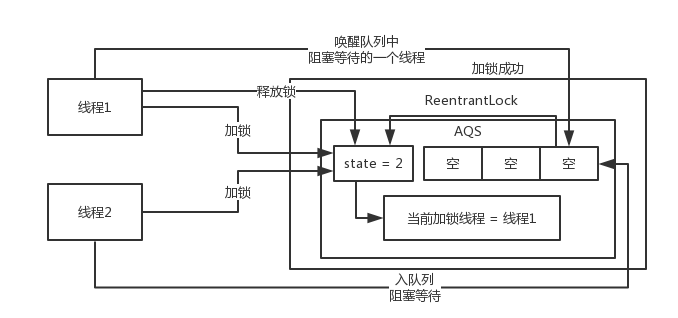 唤醒队列中
阻塞等待的一个线程
加锁成功
线程1
释放锁
ReentrantLock
加锁
AQS
state = 2
空
空
空
线程2
加锁
当前加锁线程 = 线程1
入队列
阻塞等待